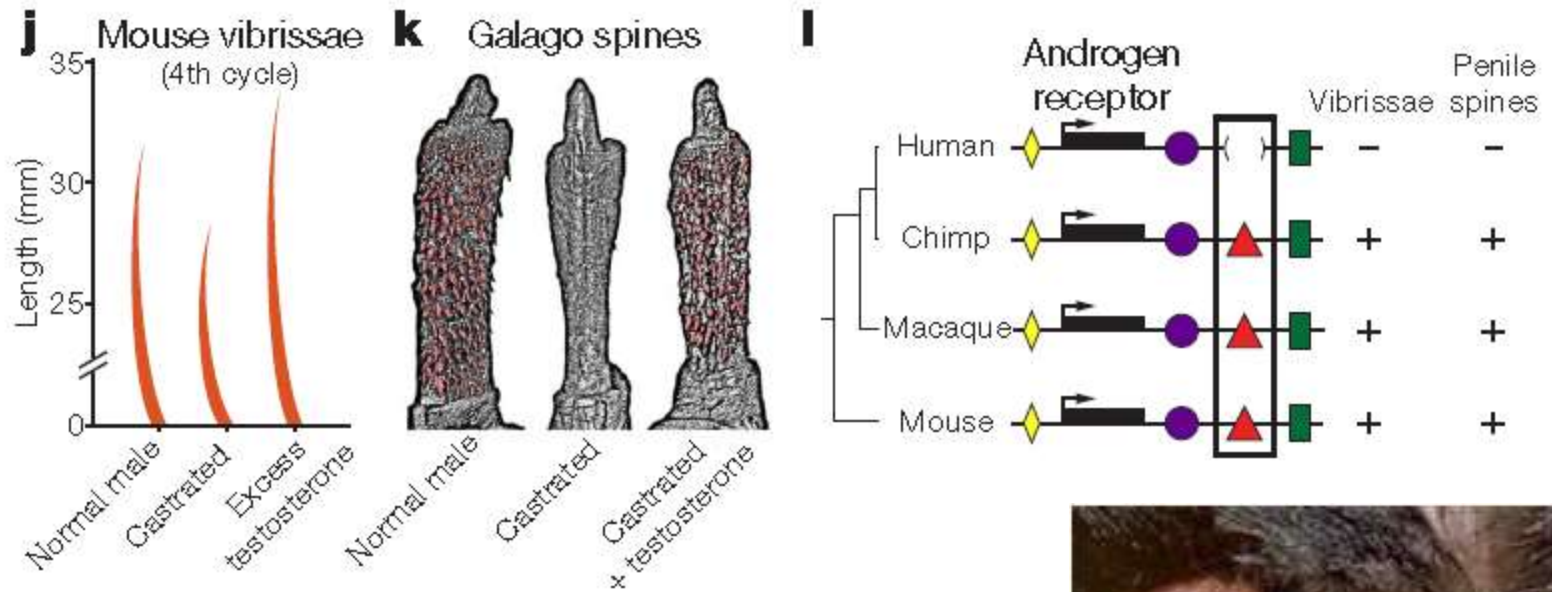 j
Mouse vibrissae
(4th cycle)
Length (mm)
35
30
25
0
Normal male
Castrated
Excess
testosterone
k
Galago spines
Normal male
Castrated
Castrated
+ testosterone
l
Androgen
receptor
Vibrissae
Penile
spines
Human − −
Chimp + +
Macaque + +
Mouse + +